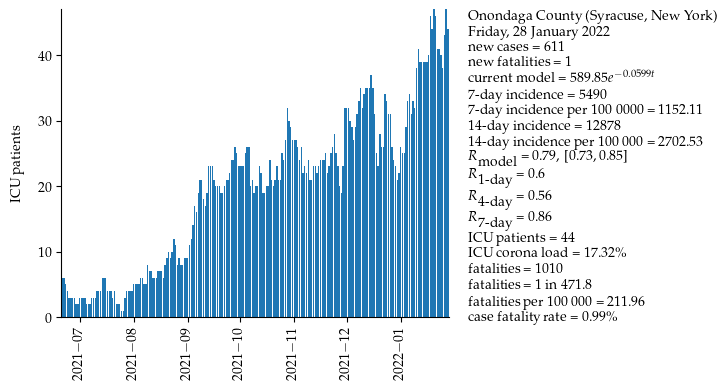 Onondaga County (Syracuse, New York)
Friday, 28 January 2022
new cases = 611
new fatalities = 1
current model = 589.85e^{−0.0599t}
7-day incidence = 5490
7-day incidence per 100 0000 = 1152.11
14-day incidence = 12878
14-day incidence per 100 000 = 2702.53
R_model = 0.79, [0.73, 0.85]
R_1-day = 0.6
R_4-day = 0.56
R_7-day = 0.86
ICU patients = 44
ICU corona load = 17.32%
fatalities = 1010
fatalities = 1 in 471.8
fatalities per 100 000 = 211.96
case fatality rate = 0.99%
ICU patients
40
30
20
10
0
2021−07
2021−08
2021−09
2021−10
2021−11
2021−12
2022−01